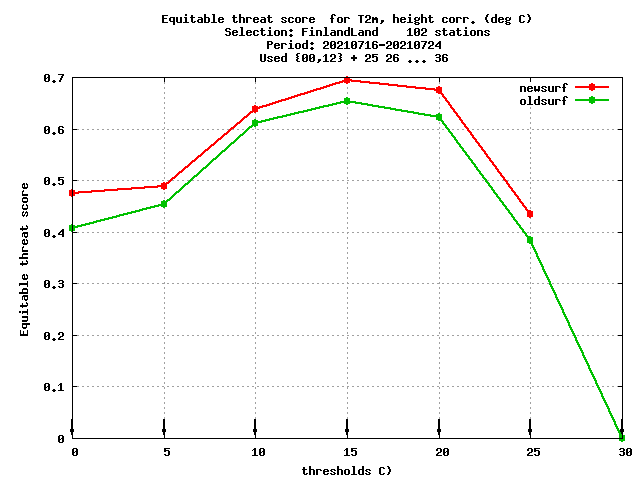 Equitable threat score  for T2m, height corr. (deg C)
Selection: FinlandLand    102 stations
Period: 20210716-20210724
Used {00,12} + 25 26 ... 36
newsurf
oldsurf
0.7
0.6
0.5
0.4
0.3
0.2
0.1
0
Equitable threat score
0 5 10 15 20 25 30
thresholds C)